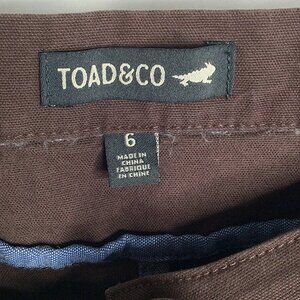 TOAD&CO
6
MADE IN
CHINA
FABRIQUÉ
EN CHINE